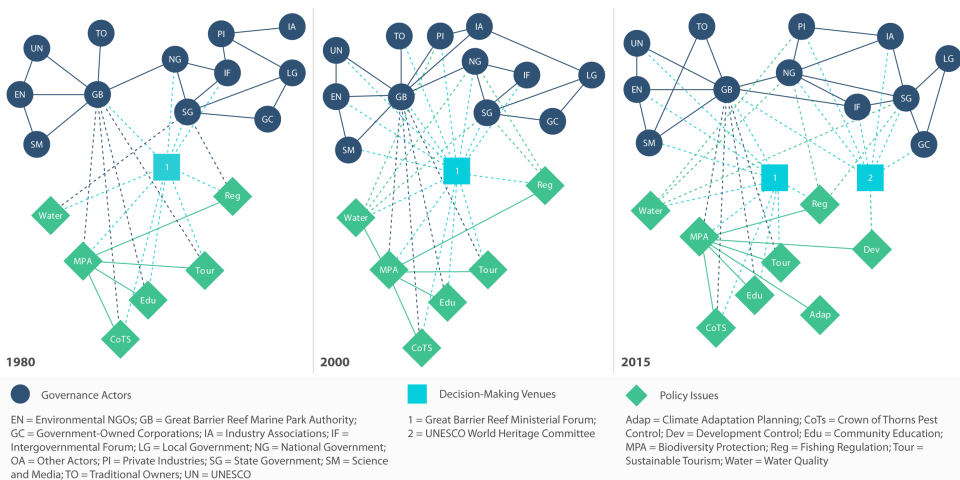 TO
PI
IA
UN
NG
IF
LG
EN
GB
SG
GC
SM
1
Water
Reg
MPA
Tour
Edu
CoTS
1980
UN
TO
PI
IA
NG
IF
LG
EN
GB
SG
GC
SM
1
Water
Reg
MPA
Tour
Edu
CoTS
2000
TO
PI
IA
UN
LG
NG
EN
GB
IF
SG
SM
GC
1
2
Water
Reg
MPA
Dev
Tour
Edu
Adap
CoTS
2015
Governance Actors
EN = Environmental NGOs; GB = Great Barrier Reef Marine Park Authority;
GC = Government-Owned Corporations; IA = Industry Associations; IF =
Intergovernmental Forum; LG = Local Government; NG = National Government;
OA = Other Actors; PI = Private Industries; SG = State Government; SM = Science
and Media; TO = Traditional Owners; UN = UNESCO
Decision-Making Venues
1 = Great Barrier Reef Ministerial Forum;
2 = UNESCO World Heritage Committee
Policy Issues
Adap = Climate Adaptation Planning; CoTs = Crown of Thorns Pest
Control; Dev = Development Control; Edu = Community Education;
MPA = Biodiversity Protection; Reg = Fishing Regulation; Tour =
Sustainable Tourism; Water = Water Quality